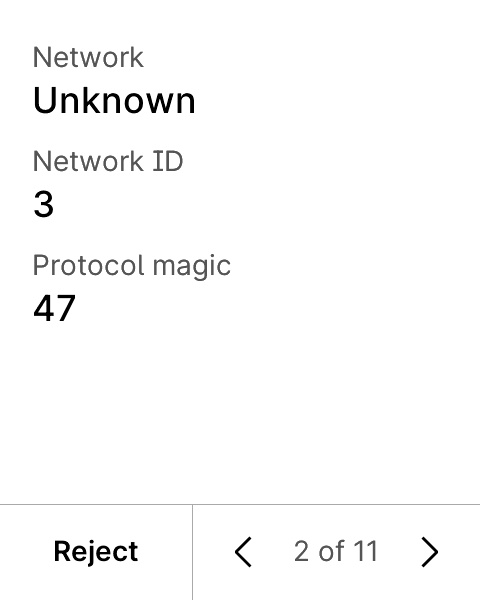 Network
Unknown
Network ID
3
Protocol magic
47
Reject
2 of 11